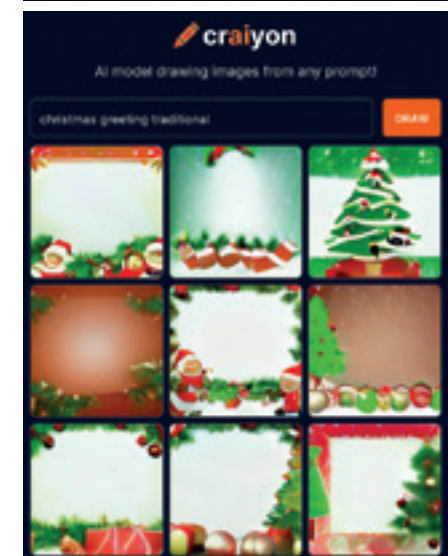 craiyon
AI model drawing images from any prompt!
christmas greeting traditional
DRAW